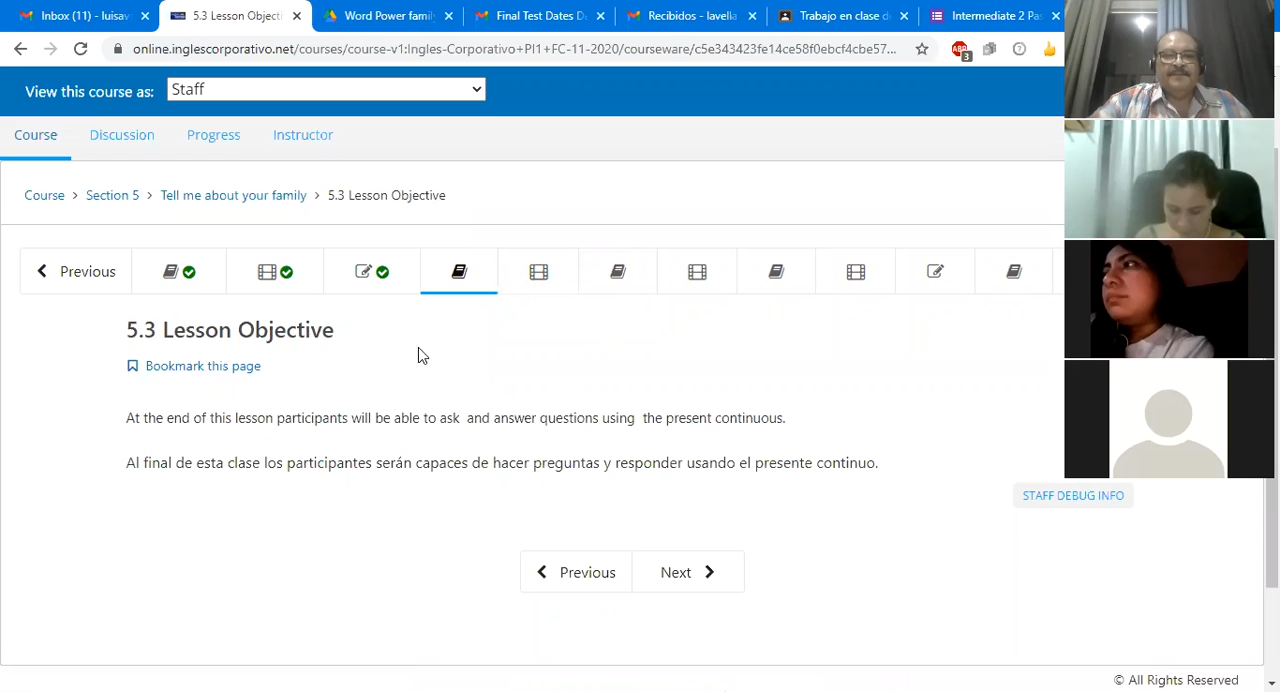 Inbox (11) - luisav
5.3 Lesson Objecti
Word Power famil
Final Test Dates D
Recibidos - lavella
Trabajo en clase d
Intermediate 2 Pa
online.inglescorporativo.net/courses/course-v1:Ingles-Corporativo+PI1+FC-11-2020/courseware/c5e343423fe14ce58f0ebcf4cbe57...
ABP
3
View this course as: Staff
Course Discussion Progress Instructor
Course > Section 5 > Tell me about your family > 5.3 Lesson Objective
Previous
5.3 Lesson Objective
Bookmark this page
At the end of this lesson participants will be able to ask and answer questions using the present continuous.
Al final de esta clase los participantes serán capaces de hacer preguntas y responder usando el presente continuo.
STAFF DEBUG INFO
Previous Next
© All Rights Reserved